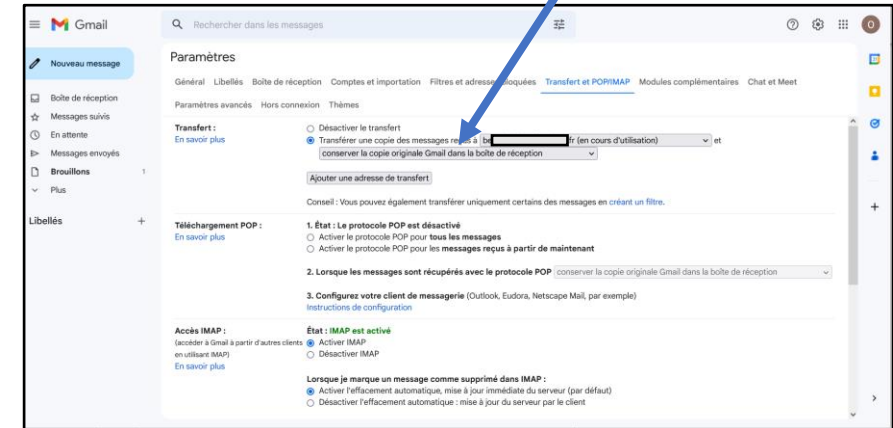 Gmail
Rechercher dans les messages
O
Nouveau message
Boîte de réception
Messages suivis
En attente
Messages envoyés
Brouillons 1
Plus
Libellés +
Paramètres
Général Libellés Boîte de réception Comptes et importation Filtres et adresses bloquées Transfert et POP/IMAP Modules complémentaires Chat et Meet
Paramètres avancés Hors connexion Thèmes
Transfert :
En savoir plus
Désactiver le transfert
Transférer une copie des messages reçus à be fr (en cours d'utilisation) et
conserver la copie originale Gmail dans la boîte de réception
Ajouter une adresse de transfert
Conseil : Vous pouvez également transférer uniquement certains des messages en créant un filtre.
Téléchargement POP :
En savoir plus
1. État : Le protocole POP est désactivé
Activer le protocole POP pour tous les messages
Activer le protocole POP pour les messages reçus à partir de maintenant
2. Lorsque les messages sont récupérés avec le protocole POP conserver la copie originale Gmail dans la boîte de réception
3. Configurez votre client de messagerie (Outlook, Eudora, Netscape Mail, par exemple)
Instructions de configuration
Accès IMAP :
(accéder à Gmail à partir d'autres clients
en utilisant IMAP)
En savoir plus
État : IMAP est activé
Activer IMAP
Désactiver IMAP
Lorsque je marque un message comme supprimé dans IMAP :
Activer l'effacement automatique, mise à jour immédiate du serveur (par défaut)
Désactiver l'effacement automatique : mise à jour du serveur par le client